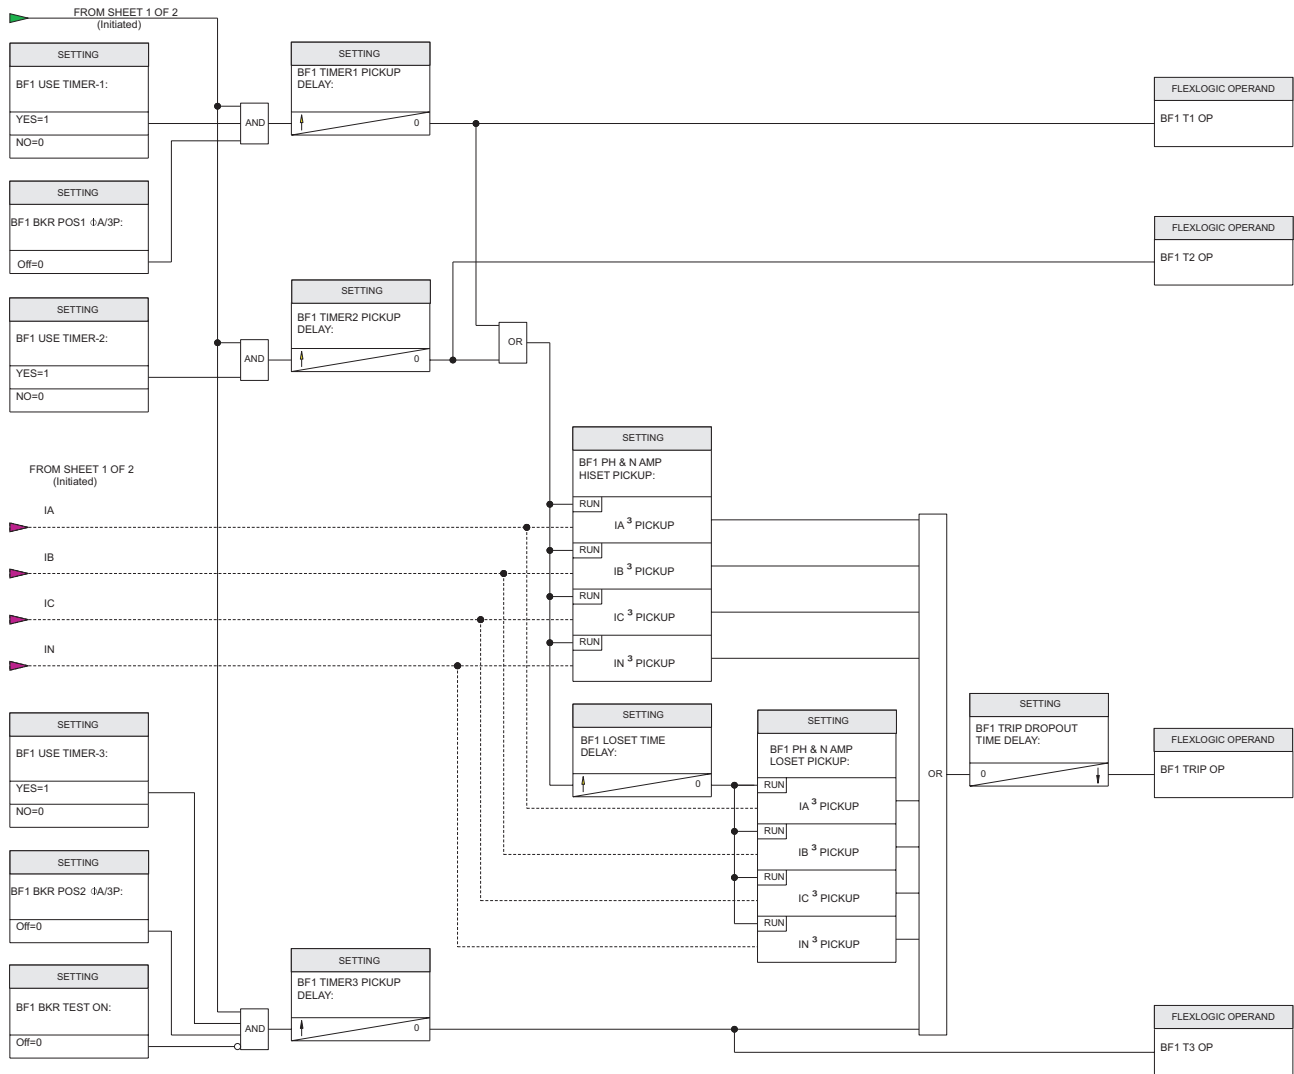 FROM SHEET 1 OF 2
(Initiated)
SETTING
BF1 USE TIMER-1:
YES=1
NO=0
SETTING
BF1 BKR POS1 ΦA/3P:
Off=0
SETTING
BF1 USE TIMER-2:
YES=1
NO=0
AND
SETTING
BF1 TIMER1 PICKUP
DELAY:
0
AND
SETTING
BF1 TIMER2 PICKUP
DELAY:
0
OR
FLEXLOGIC OPERAND
BF1 T1 OP
FLEXLOGIC OPERAND
BF1 T2 OP
FROM SHEET 1 OF 2
(Initiated)
IA
IB
IC
IN
SETTING
BF1 PH & N AMP
HISET PICKUP:
RUN
IA ³ PICKUP
RUN
IB ³ PICKUP
RUN
IC ³ PICKUP
RUN
IN ³ PICKUP
SETTING
BF1 LOSET TIME
DELAY:
0
SETTING
BF1 PH & N AMP
LOSET PICKUP:
RUN
IA ³ PICKUP
RUN
IB ³ PICKUP
RUN
IC ³ PICKUP
RUN
IN ³ PICKUP
OR
SETTING
BF1 TRIP DROPOUT
TIME DELAY:
0
FLEXLOGIC OPERAND
BF1 TRIP OP
SETTING
BF1 USE TIMER-3:
YES=1
NO=0
SETTING
BF1 BKR POS2 ΦA/3P:
Off=0
SETTING
BF1 BKR TEST ON:
Off=0
AND
SETTING
BF1 TIMER3 PICKUP
DELAY:
0
FLEXLOGIC OPERAND
BF1 T3 OP